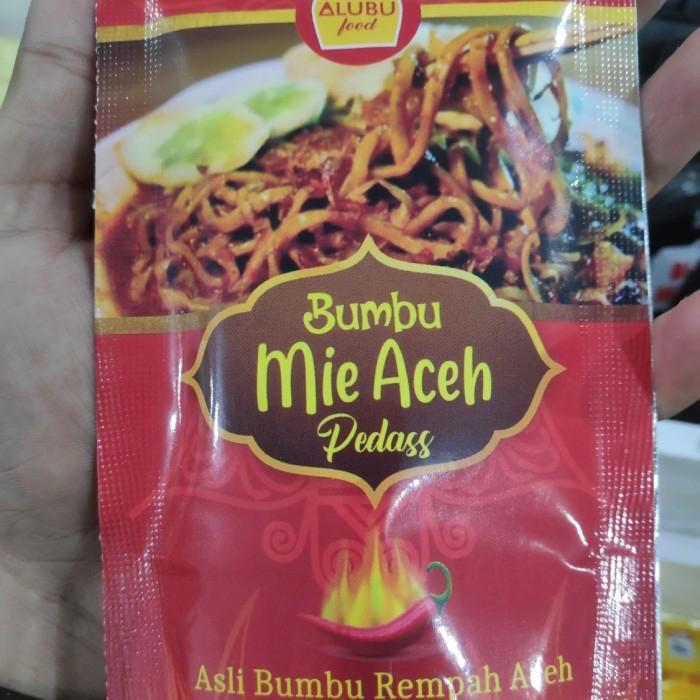 ALUBU
food
Bumbu
Mie Aceh
Pedass
Asli Bumbu Rempah Aceh